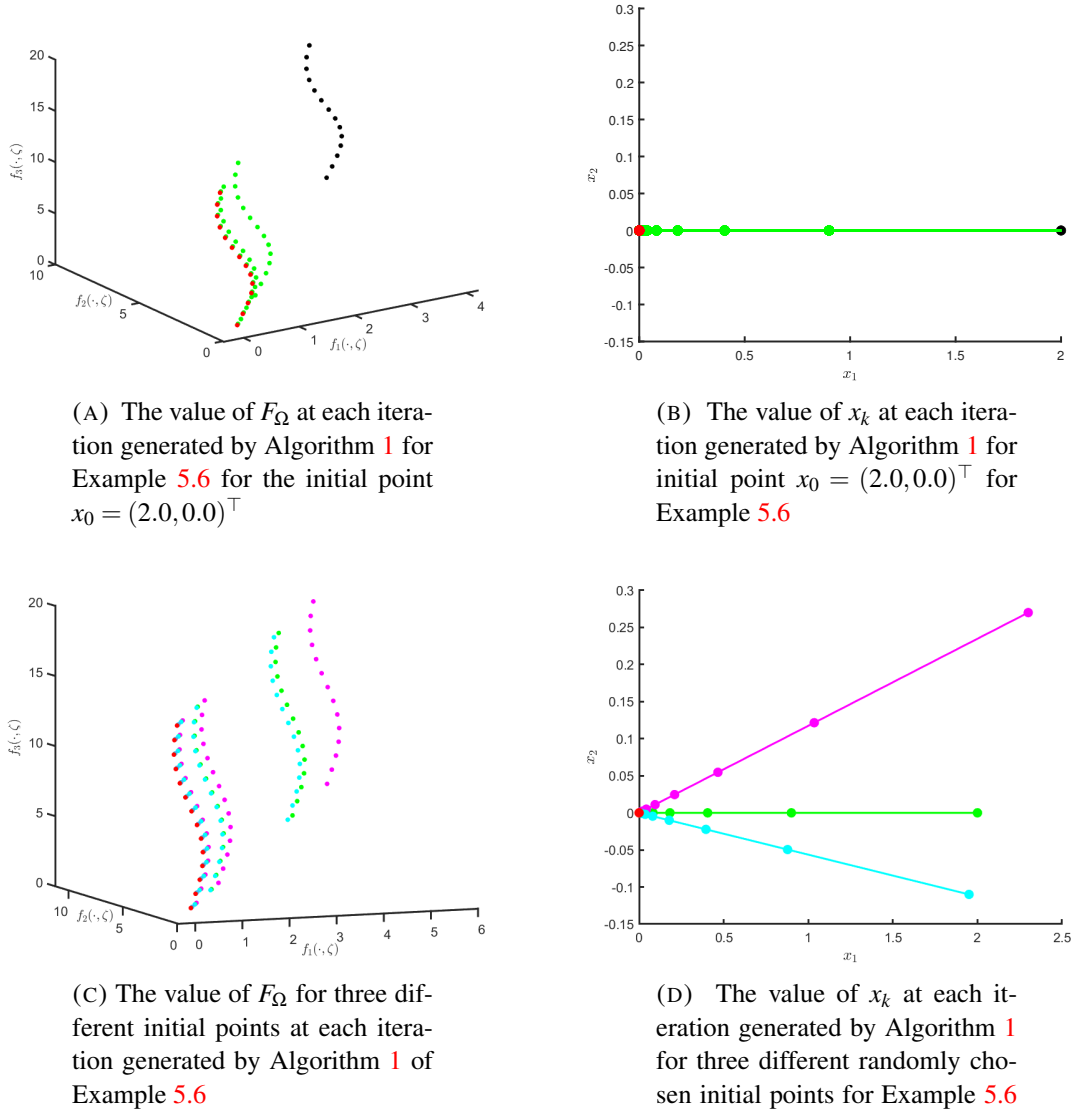 20
15
10
5
0
10
5
0
0
1
2
3
4
f₃(·,ζ)
f₂(·,ζ)
f₁(·,ζ)
0.3
0.25
0.2
0.15
0.1
0.05
0
-0.05
-0.1
-0.15
0
0.5
1
1.5
2
x₂
x₁
(A) The value of F_Ω at each itera-
tion generated by Algorithm 1 for
Example 5.6 for the initial point
x₀ = (2.0,0.0)⊤
(B) The value of xₖ at each itera-
tion generated by Algorithm 1 for
initial point x₀ = (2.0,0.0)⊤ for
Example 5.6
20
15
10
5
0
10
5
0
0
1
2
3
4
5
6
f₃(·,ζ)
f₂(·,ζ)
f₁(·,ζ)
0.3
0.25
0.2
0.15
0.1
0.05
0
-0.05
-0.1
-0.15
0
0.5
1
1.5
2
2.5
x₂
x₁
(C) The value of F_Ω for three dif-
ferent initial points at each itera-
tion generated by Algorithm 1 of
Example 5.6
(D) The value of xₖ at each it-
eration generated by Algorithm 1
for three different randomly cho-
sen initial points for Example 5.6